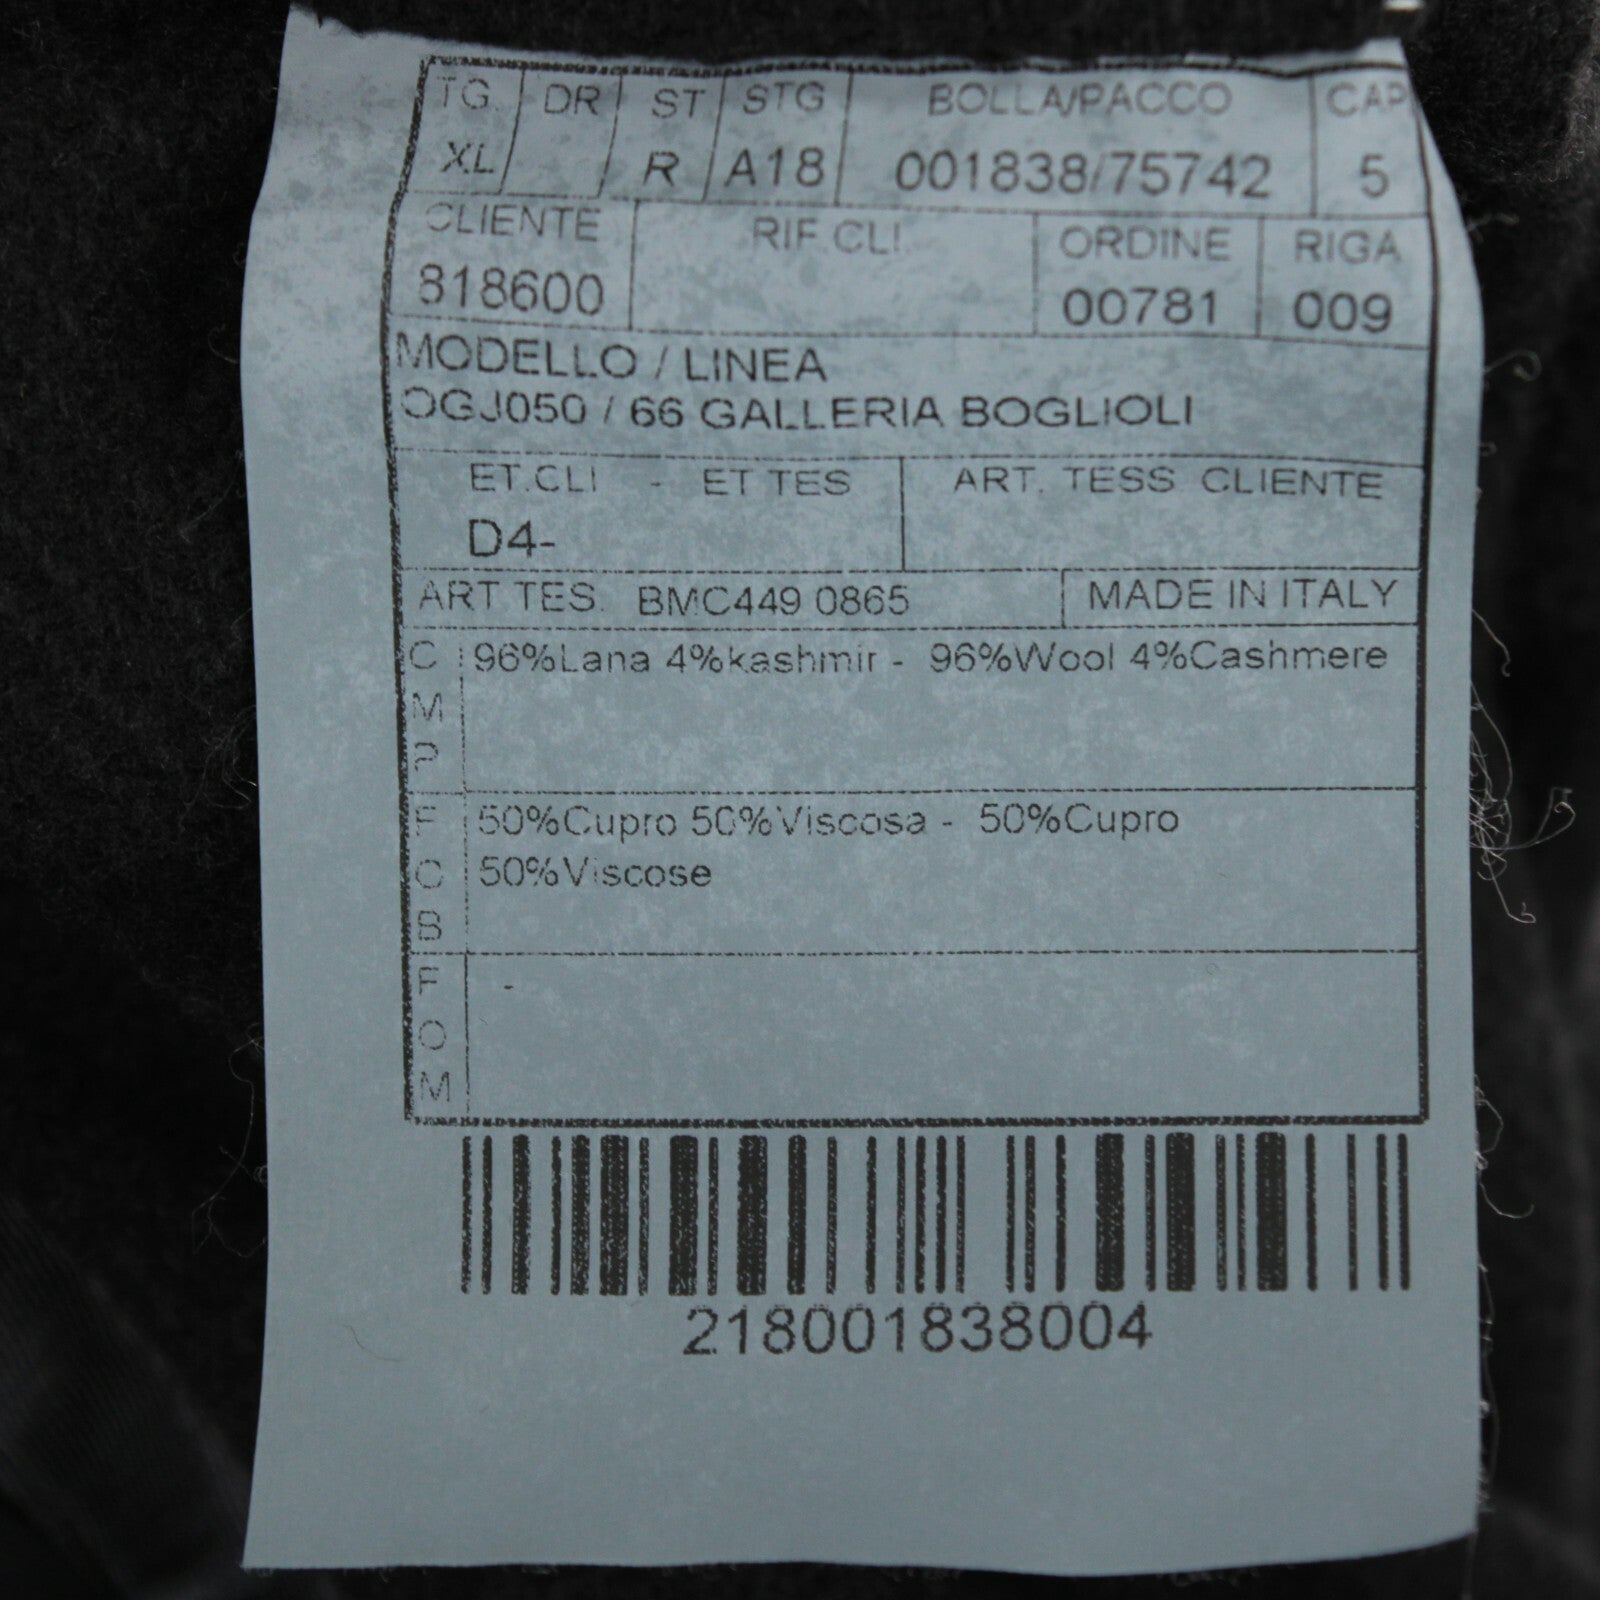 TG. DR ST STG BOLLA/PACCO CAP
XL R A18 001838/75742 5
CLIENTE RIF.CLI. ORDINE RIGA
818600 00781 009
MODELLO / LINEA
OGJ050 / 66 GALLERIA BOGLIOLI
ET.CLI - ET TES ART. TESS CLIENTE
D4-
ART TES. BMC449 0865 MADE IN ITALY
CMP 96%Lana 4%kashmir - 96%Wool 4%Cashmere
FOB 50%Cupro 50%Viscosa - 50%Cupro
50%Viscose
FOM -
218001838004